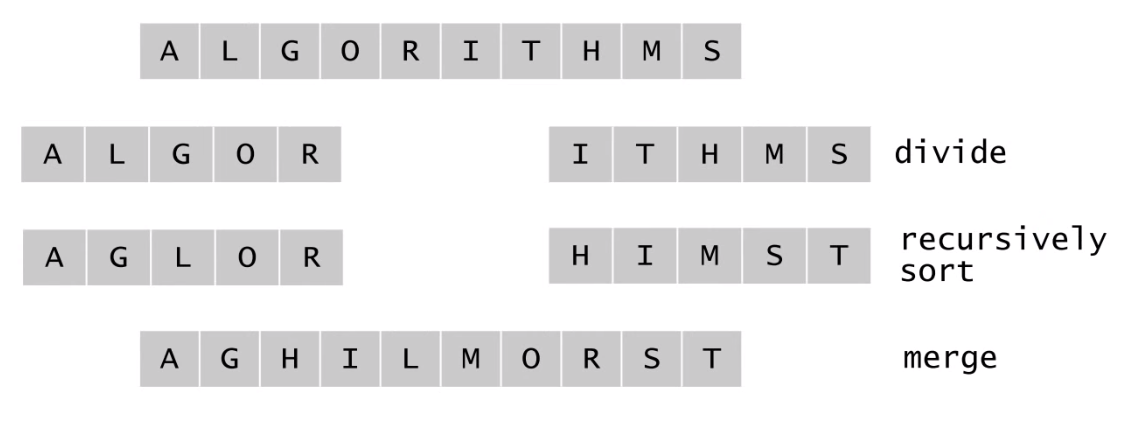 A L G O R I T H M S
A L G O R I T H M S divide
A G L O R H I M S T recursively
sort
A G H I L M O R S T merge